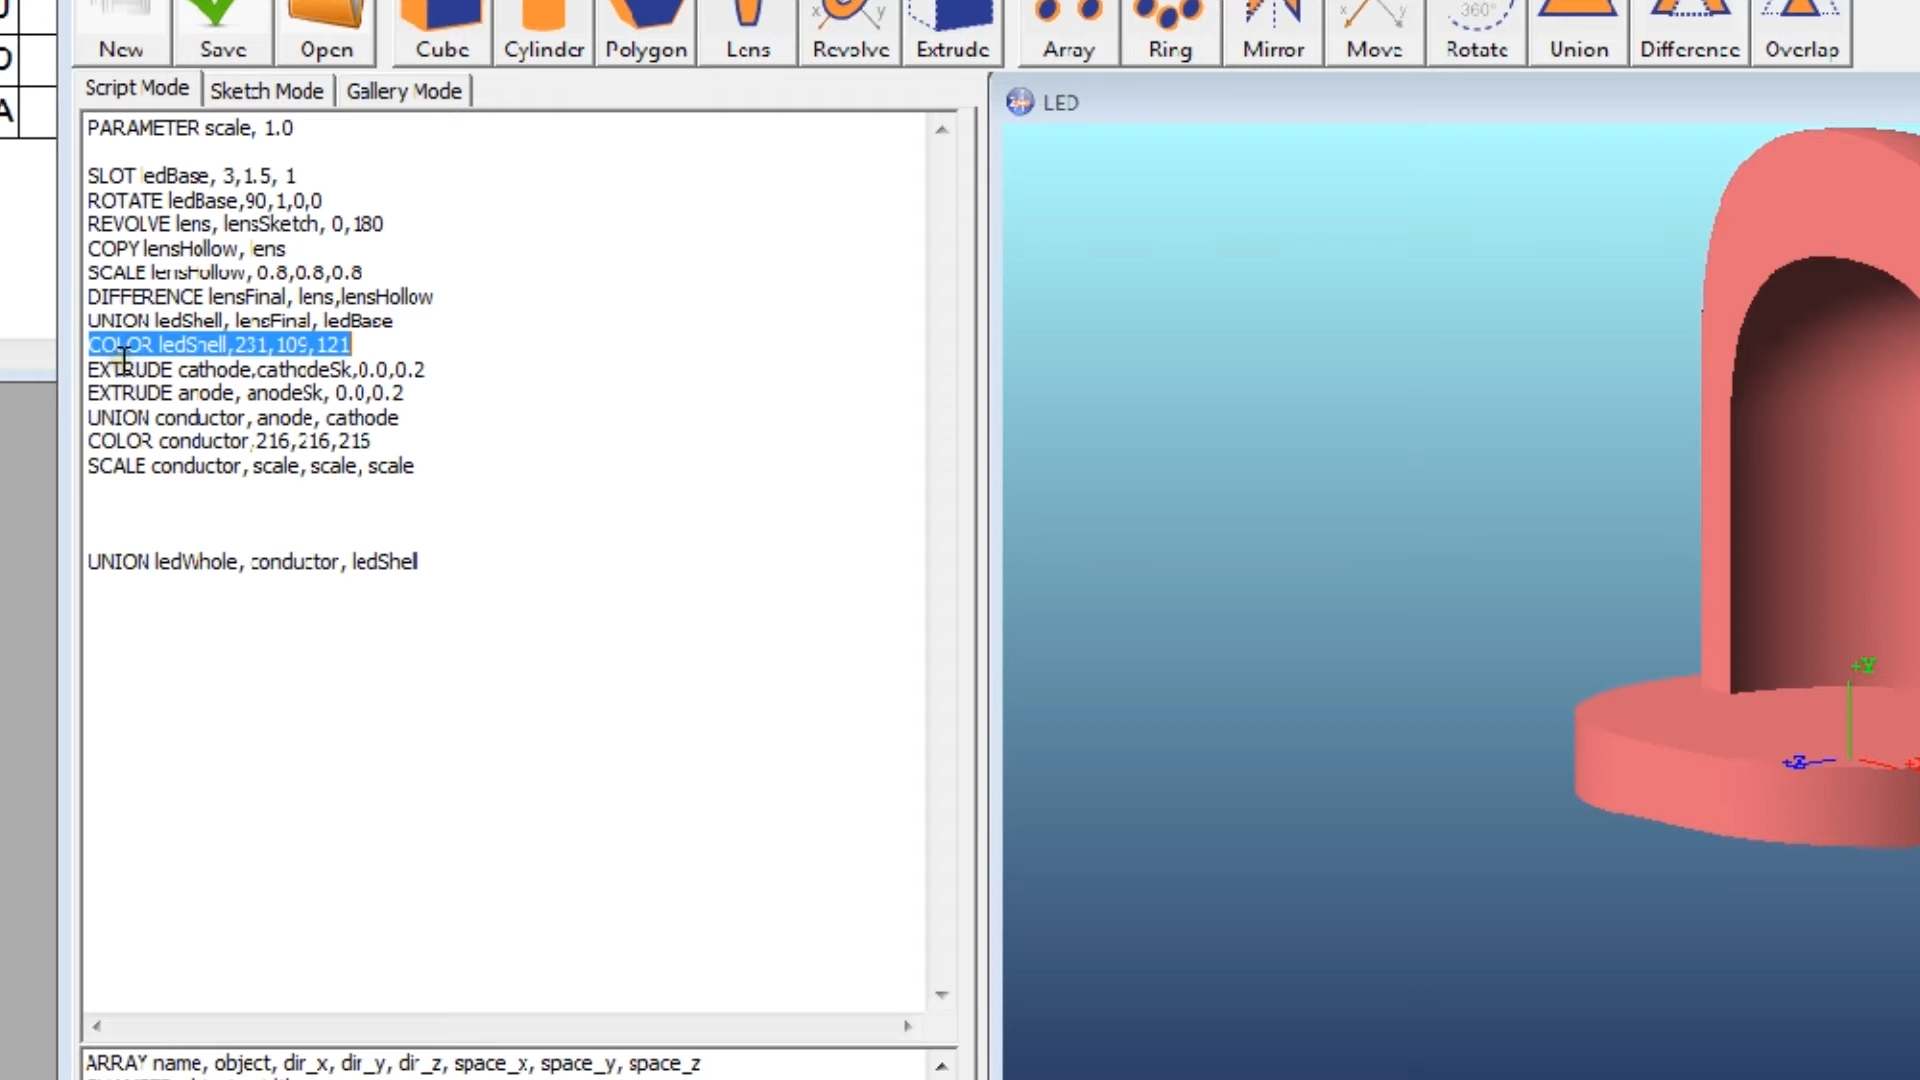 New Save Open Cube Cylinder Polygon Lens Revolve Extrude Array Ring Mirror Move Rotate Union Difference Overlap
Script Mode Sketch Mode Gallery Mode
LED
PARAMETER scale, 1.0
SLOT ledBase, 3,1.5, 1
ROTATE ledBase,90,1,0,0
REVOLVE lens, lensSketch, 0,180
COPY lensHollow, lens
SCALE lensHollow, 0.8,0.8,0.8
DIFFERENCE lensFinal, lens,lensHollow
UNION ledShell, lensFinal, ledBase
COLOR ledShell,231,109,121
EXTRUDE cathode,cathodeSk,0.0,0.2
EXTRUDE anode, anodeSk, 0.0,0.2
UNION conductor, anode, cathode
COLOR conductor,216,216,215
SCALE conductor, scale, scale, scale
UNION ledWhole, conductor, ledShell
+Y
+Z
ARRAY name, object, dir_x, dir_y, dir_z, space_x, space_y, space_z